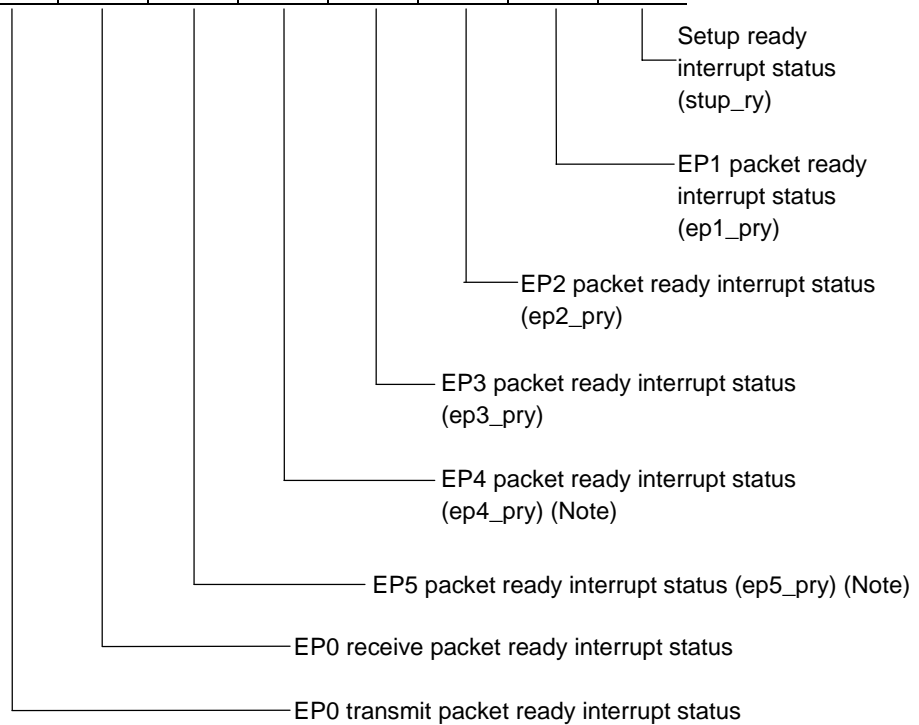 Setup ready
interrupt status
(stup_ry)
EP1 packet ready
interrupt status
(ep1_pry)
EP2 packet ready interrupt status
(ep2_pry)
EP3 packet ready interrupt status
(ep3_pry)
EP4 packet ready interrupt status
(ep4_pry) (Note)
EP5 packet ready interrupt status (ep5_pry) (Note)
EP0 receive packet ready interrupt status
EP0 transmit packet ready interrupt status